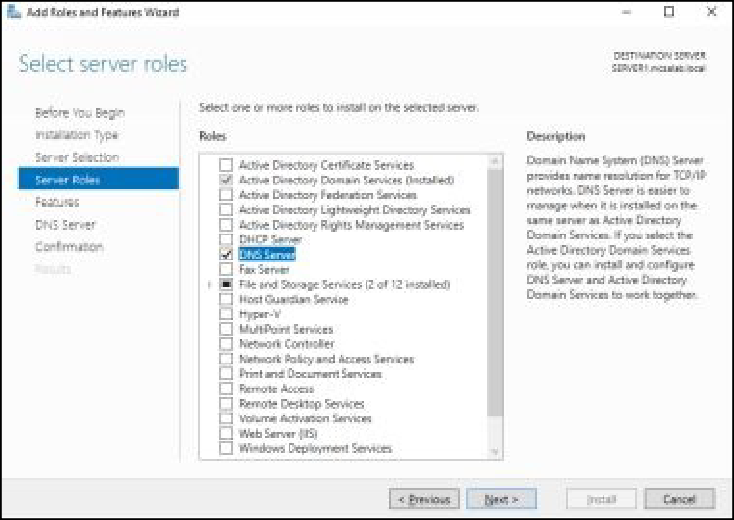 Add Roles and Features Wizard
Select server roles
DESTINATION SERVER
SERVER1.mcsalab.local
Before You Begin
Installation Type
Server Selection
Server Roles
Features
DNS Server
Confirmation
Results
Select one or more roles to install on the selected server.
Roles
Active Directory Certificate Services
Active Directory Domain Services (Installed)
Active Directory Federation Services
Active Directory Lightweight Directory Services
Active Directory Rights Management Services
DHCP Server
DNS Server
Fax Server
File and Storage Services (2 of 12 installed)
Host Guardian Service
Hyper-V
MultiPoint Services
Network Controller
Network Policy and Access Services
Print and Document Services
Remote Access
Remote Desktop Services
Volume Activation Services
Web Server (IIS)
Windows Deployment Services
Description
Domain Name System (DNS) Server
provides name resolution for TCP/IP
networks. DNS Server is easier to
manage when it is installed on the
same server as Active Directory
Domain Services. If you select the
Active Directory Domain Services
role, you can install and configure
DNS Server and Active Directory
Domain Services to work together.
< Previous
Next >
Install
Cancel